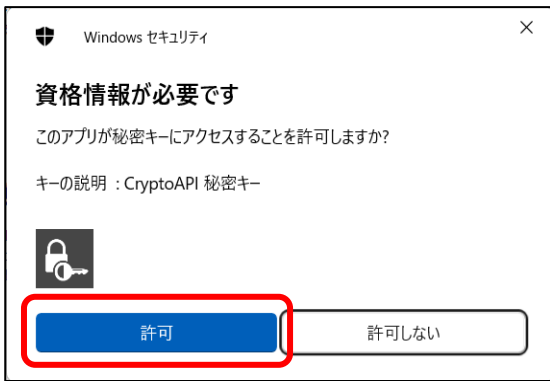 Windows セキュリティ
資格情報が必要です
このアプリが秘密キーにアクセスすることを許可しますか?
キーの説明 : CryptoAPI 秘密キー
許可
許可しない